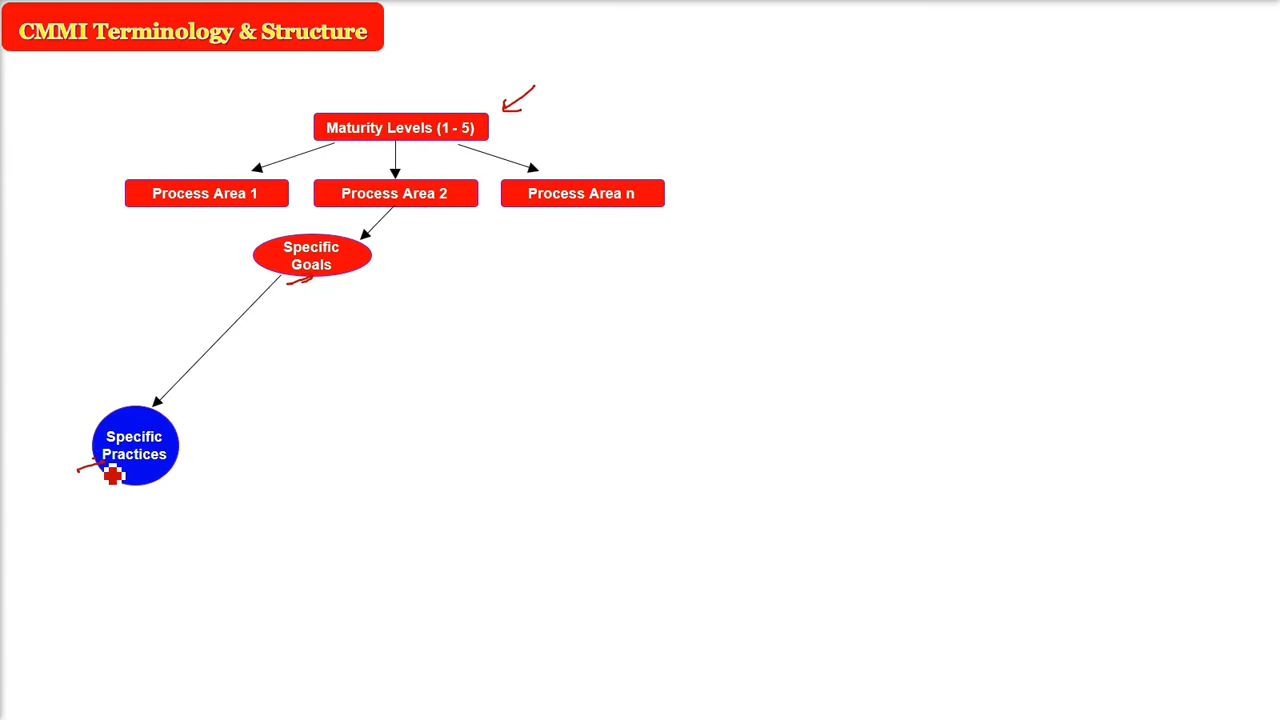 CMMI Terminology & Structure
Maturity Levels (1 - 5)
Process Area 1
Process Area 2
Process Area n
Specific
Goals
Specific
Practices